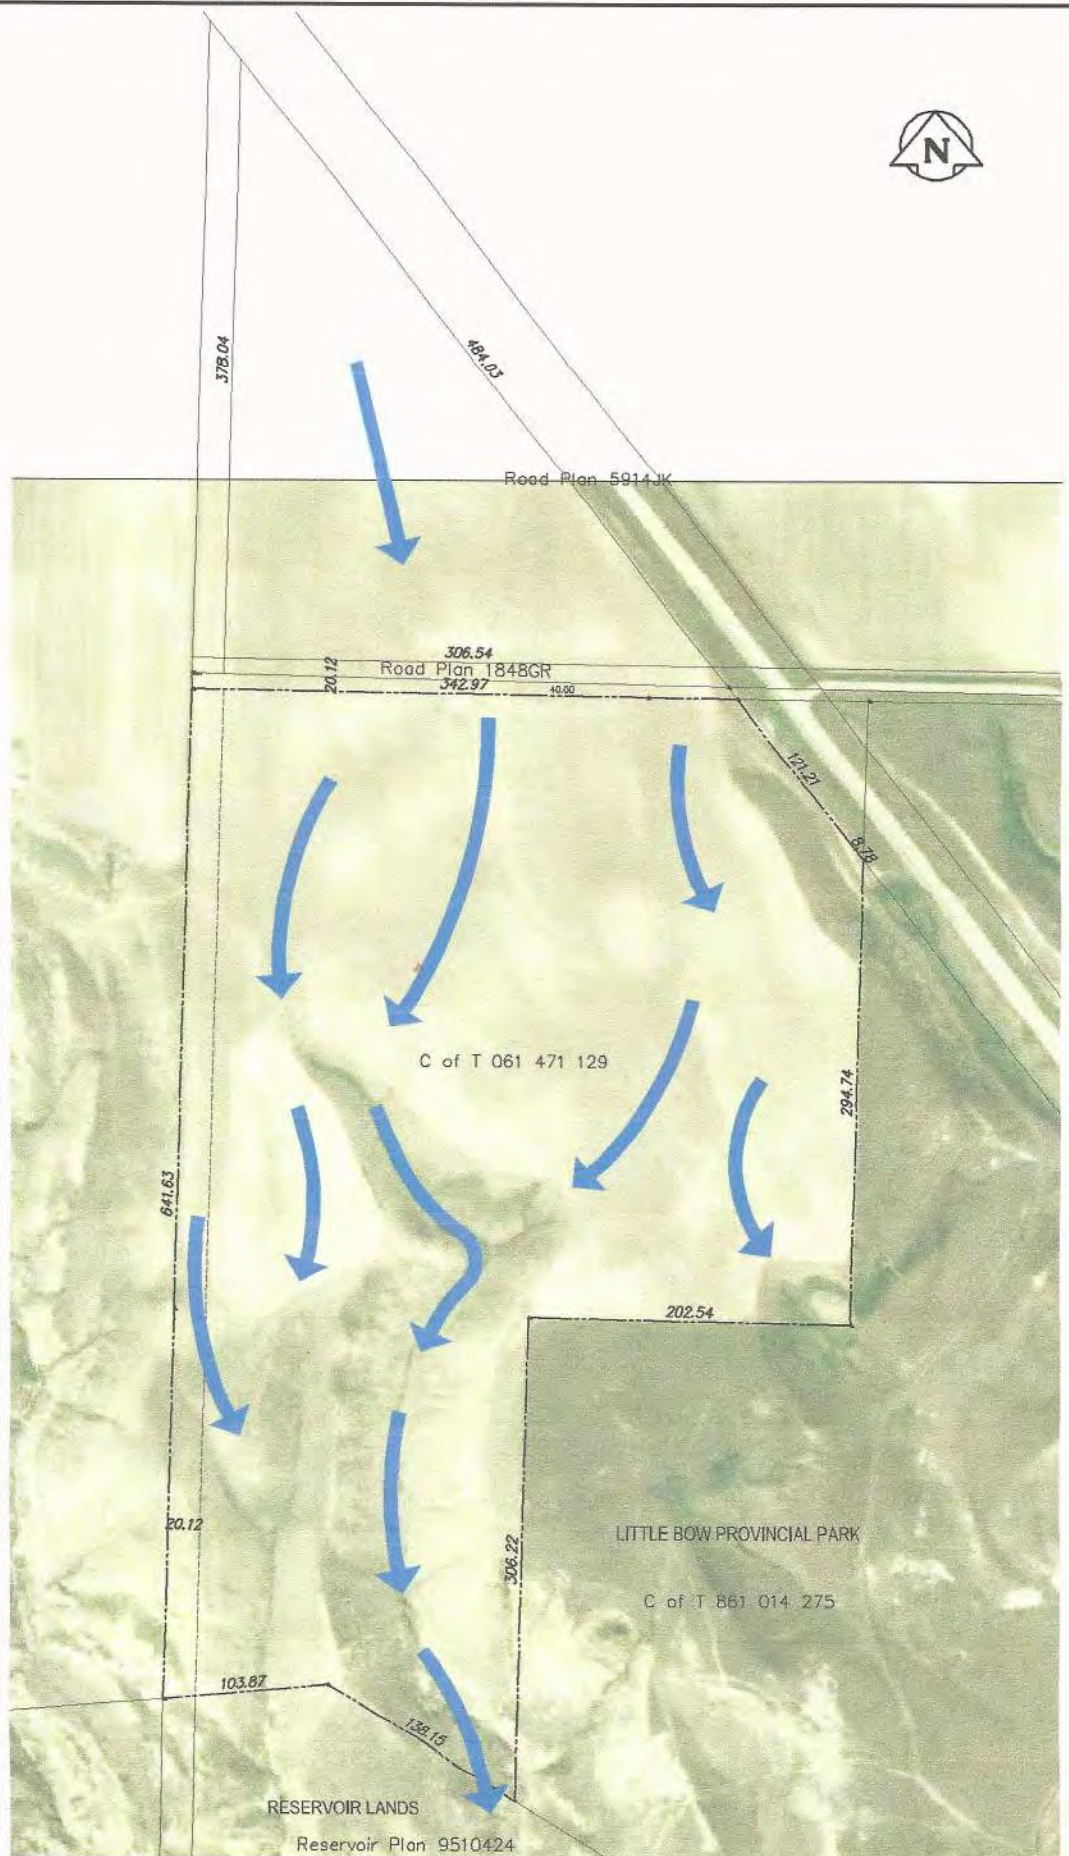 N
378.04
484.03
Road Plan 5914JK
306.54
20.12
Road Plan 1848GR
342.97
40.00
121.21
8.78
C of T 061 471 129
294.74
641.63
202.54
20.12
306.22
LITTLE BOW PROVINCIAL PARK
C of T 861 014 275
103.87
138.15
RESERVOIR LANDS
Reservoir Plan 9510424